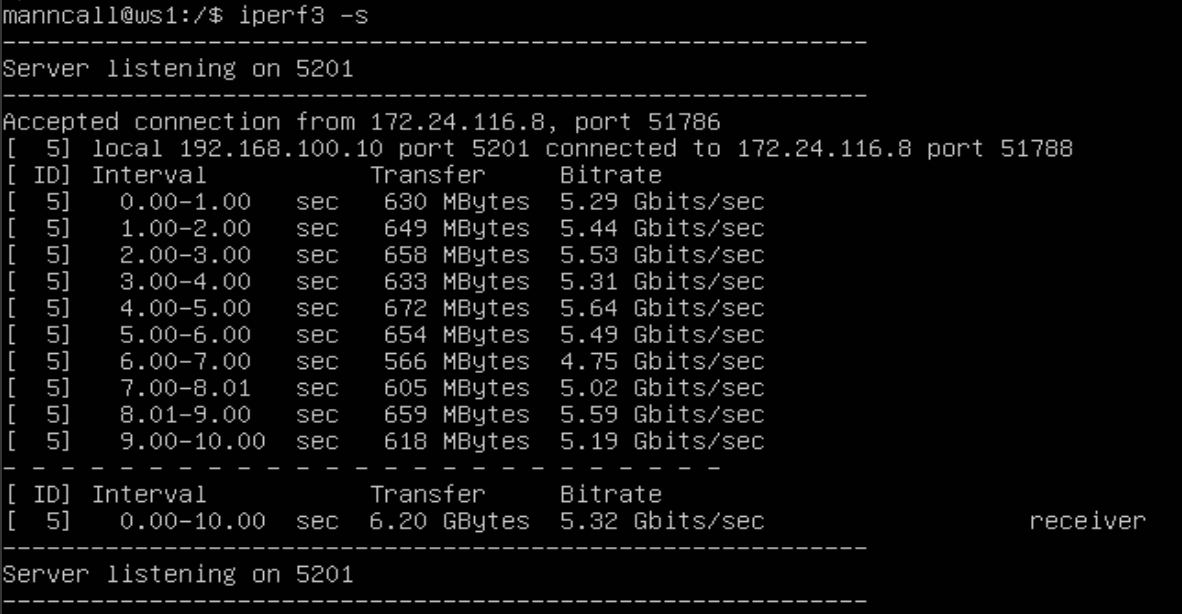 manncall@ws1:/$ iperf3 -s
-----------------------------------------------------------
Server listening on 5201
-----------------------------------------------------------
Accepted connection from 172.24.116.8, port 51786
[  5] local 192.168.100.10 port 5201 connected to 172.24.116.8 port 51788
[ ID] Interval           Transfer     Bitrate
[  5]   0.00-1.00   sec   630 MBytes  5.29 Gbits/sec
[  5]   1.00-2.00   sec   649 MBytes  5.44 Gbits/sec
[  5]   2.00-3.00   sec   658 MBytes  5.53 Gbits/sec
[  5]   3.00-4.00   sec   633 MBytes  5.31 Gbits/sec
[  5]   4.00-5.00   sec   672 MBytes  5.64 Gbits/sec
[  5]   5.00-6.00   sec   654 MBytes  5.49 Gbits/sec
[  5]   6.00-7.00   sec   566 MBytes  4.75 Gbits/sec
[  5]   7.00-8.01   sec   605 MBytes  5.02 Gbits/sec
[  5]   8.01-9.00   sec   659 MBytes  5.59 Gbits/sec
[  5]   9.00-10.00  sec   618 MBytes  5.19 Gbits/sec
- - - - - - - - - - - - - - - - - - - - - - - - -
[ ID] Interval           Transfer     Bitrate
[  5]   0.00-10.00  sec  6.20 GBytes  5.32 Gbits/sec                  receiver
-----------------------------------------------------------
Server listening on 5201
-----------------------------------------------------------